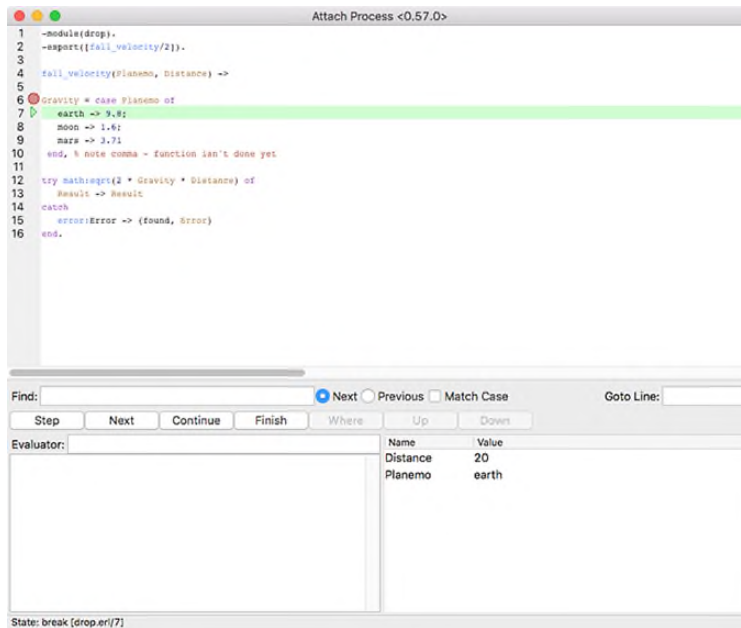 Attach Process <0.57.0>
1 -module(drop).
2 -export([fall_velocity/2]).
3
4 fall_velocity(Planemo, Distance) ->
5
6 Gravity = case Planemo of
7 earth -> 9.8;
8 moon -> 1.6;
9 mars -> 3.71
10 end, % note comma - function isn't done yet
11
12 try math:sqrt(2 * Gravity * Distance) of
13 Result -> Result
14 catch
15 error:Error -> {found, Error}
16 end.
Find: Next Previous Match Case Goto Line:
Step Next Continue Finish Where Up Down
Evaluator: Name Value
Distance 20
Planemo earth
State: break [drop.erl/7]